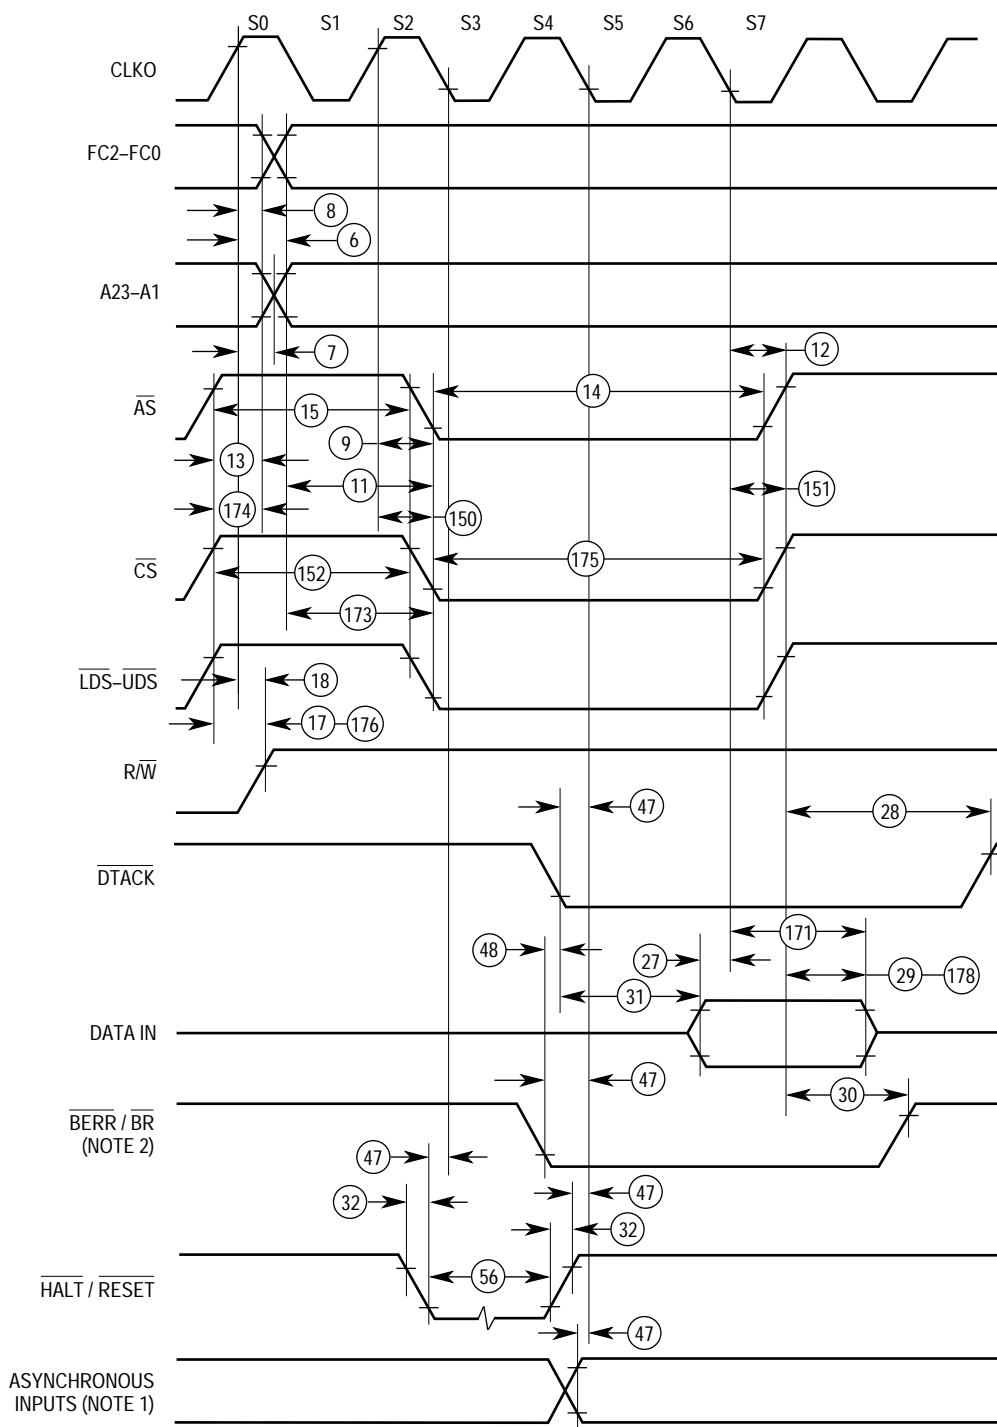 S0 S1 S2 S3 S4 S5 S6 S7
CLKO
FC2–FC0
8
6
A23–A1
7
12
AS
15
14
9
13
11
151
174
150
CS
152
175
173
LDS–UDS
18
17 176
R/W
47
28
DTACK
171
48
27
29 178
31
DATA IN
47
30
BERR / BR
(NOTE 2)
47
47
32
32
HALT / RESET
56
47
ASYNCHRONOUS
INPUTS (NOTE 1)